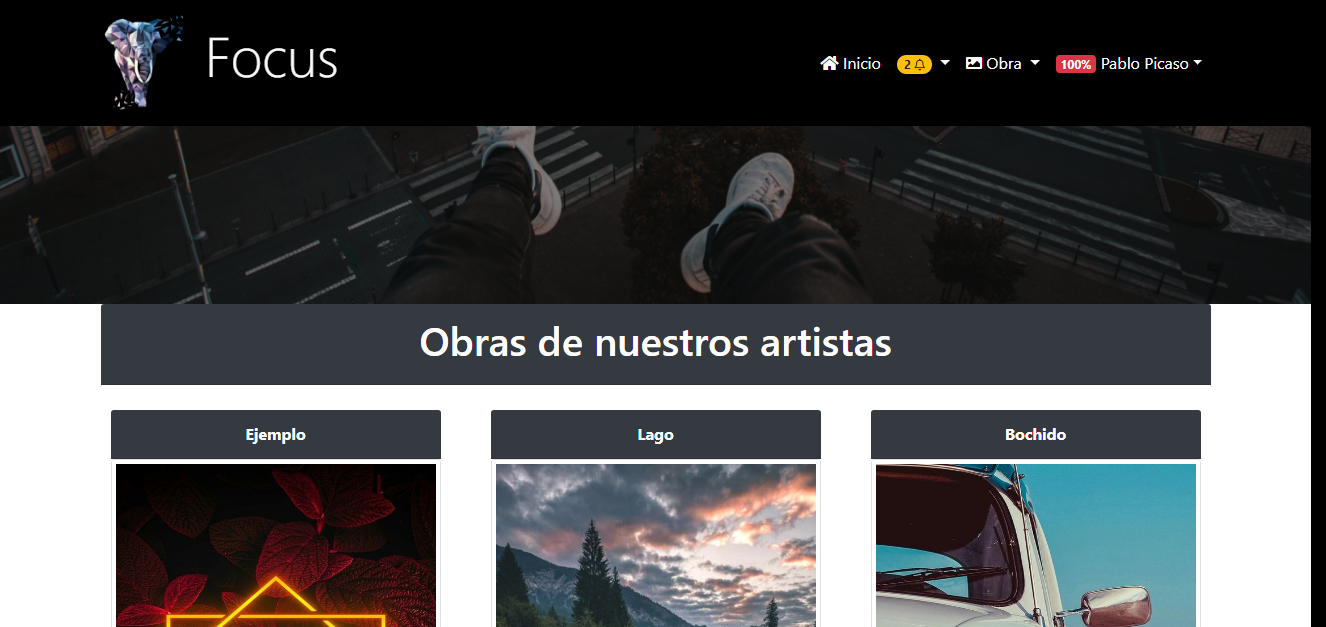 Focus
Inicio 2 Obra 100% Pablo Picaso
Obras de nuestros artistas
Ejemplo Lago Bochido